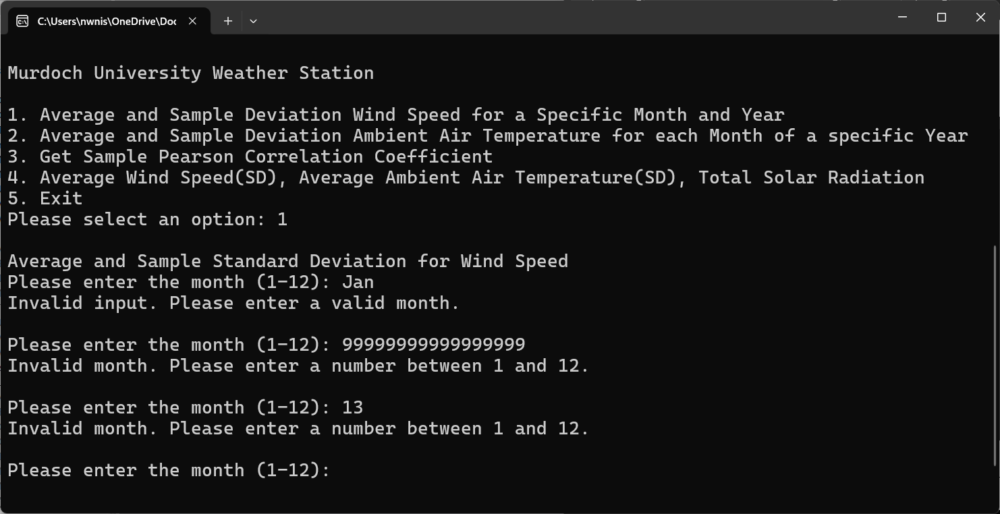 C:\Users\nwnis\OneDrive\Doc
Murdoch University Weather Station
1. Average and Sample Deviation Wind Speed for a Specific Month and Year
2. Average and Sample Deviation Ambient Air Temperature for each Month of a specific Year
3. Get Sample Pearson Correlation Coefficient
4. Average Wind Speed(SD), Average Ambient Air Temperature(SD), Total Solar Radiation
5. Exit
Please select an option: 1
Average and Sample Standard Deviation for Wind Speed
Please enter the month (1-12): Jan
Invalid input. Please enter a valid month.
Please enter the month (1-12): 99999999999999999
Invalid month. Please enter a number between 1 and 12.
Please enter the month (1-12): 13
Invalid month. Please enter a number between 1 and 12.
Please enter the month (1-12):